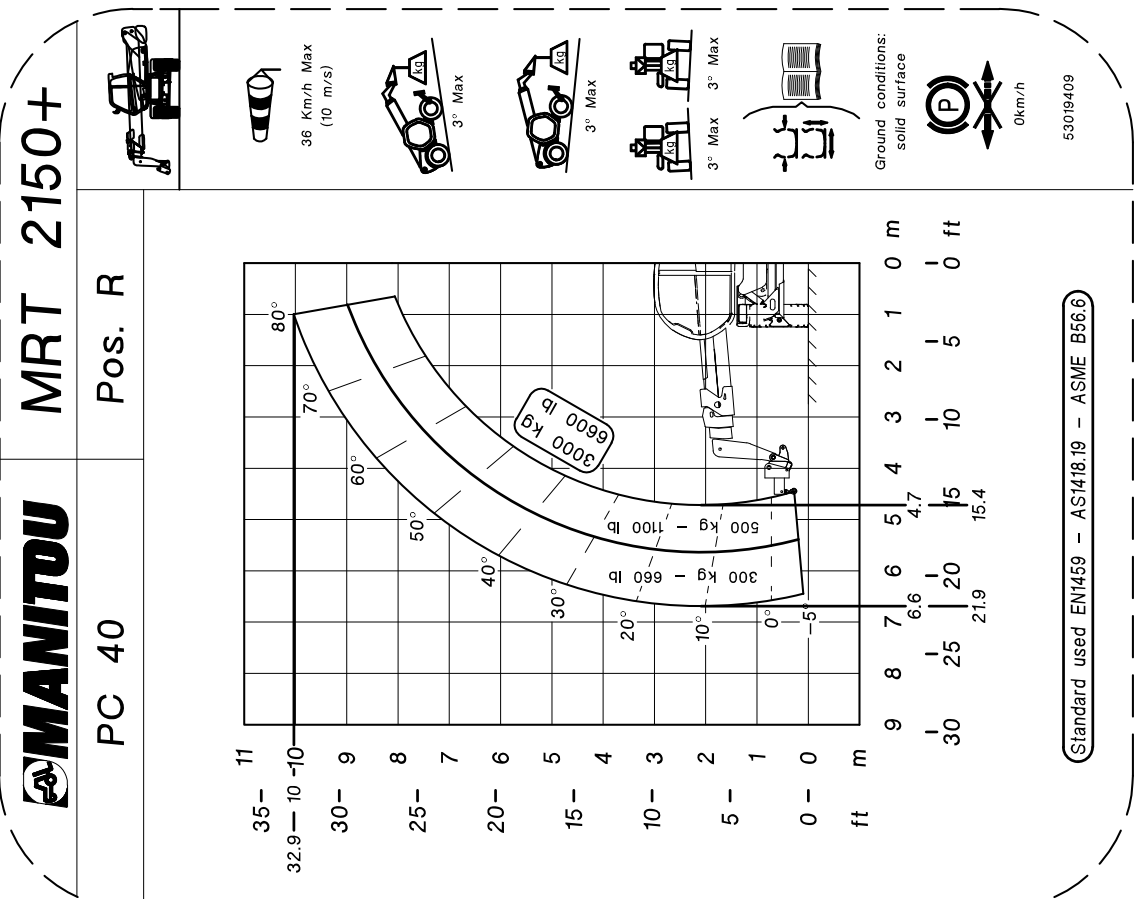 MANITOU
MRT 2150+
PC 40
Pos. R
36 Km/h Max
(10 m/s)
kg
3° Max
kg
3° Max
kg
3° Max
kg
3° Max
Ground conditions:
solid surface
P
0km/h
53019409
35
32.9
30
25
20
15
10
5
0
ft
11
10
10
9
8
7
6
5
4
3
2
1
0
m
80°
70°
60°
50°
40°
30°
20°
10°
0°
-5°
3000 kg
6600 lb
500 kg - 1100 lb
300 kg - 660 lb
9
8
7
6.6
6
5
4.7
4
3
2
1
0
m
30
25
21.9
20
15.4
15
10
5
0
ft
Standard used EN1459 - AS1418.19 - ASME B56.6